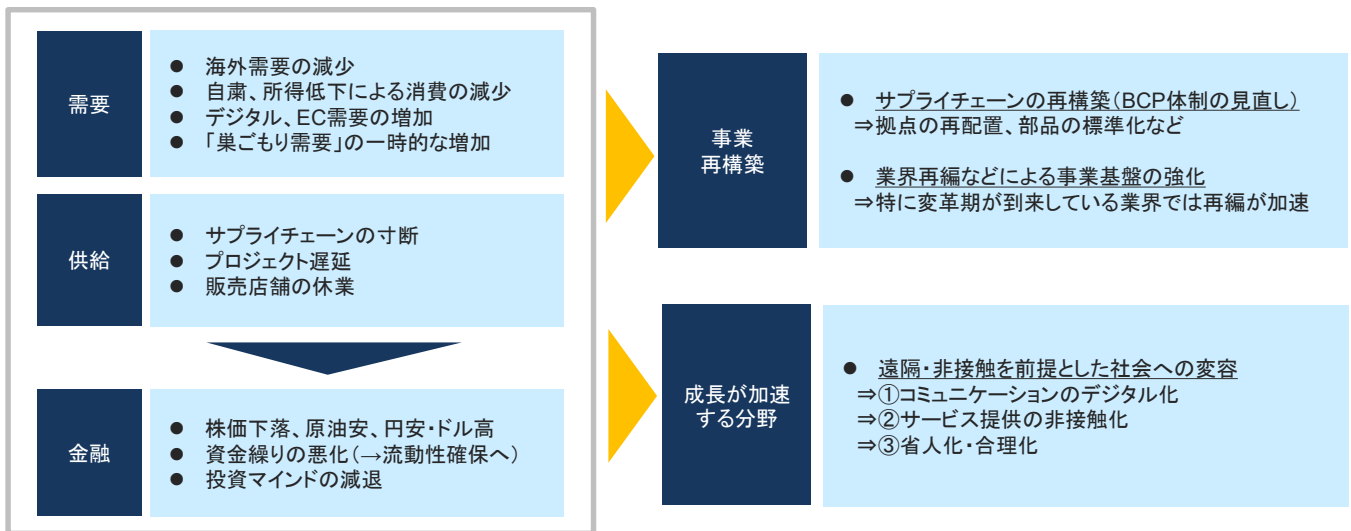 需要
● 海外需要の減少
● 自粛、所得低下による消費の減少
● デジタル、EC需要の増加
● 「巣ごもり需要」の一時的な増加
供給
● サプライチェーンの寸断
● プロジェクト遅延
● 販売店舗の休業
金融
● 株価下落、原油安、円安・ドル高
● 資金繰りの悪化(→流動性確保へ)
● 投資マインドの減退
事業
再構築
● サプライチェーンの再構築(BCP体制の見直し)
⇒拠点の再配置、部品の標準化など
● 業界再編などによる事業基盤の強化
⇒特に変革期が到来している業界では再編が加速
成長が加速
する分野
● 遠隔・非接触を前提とした社会への変容
⇒①コミュニケーションのデジタル化
⇒②サービス提供の非接触化
⇒③省人化・合理化